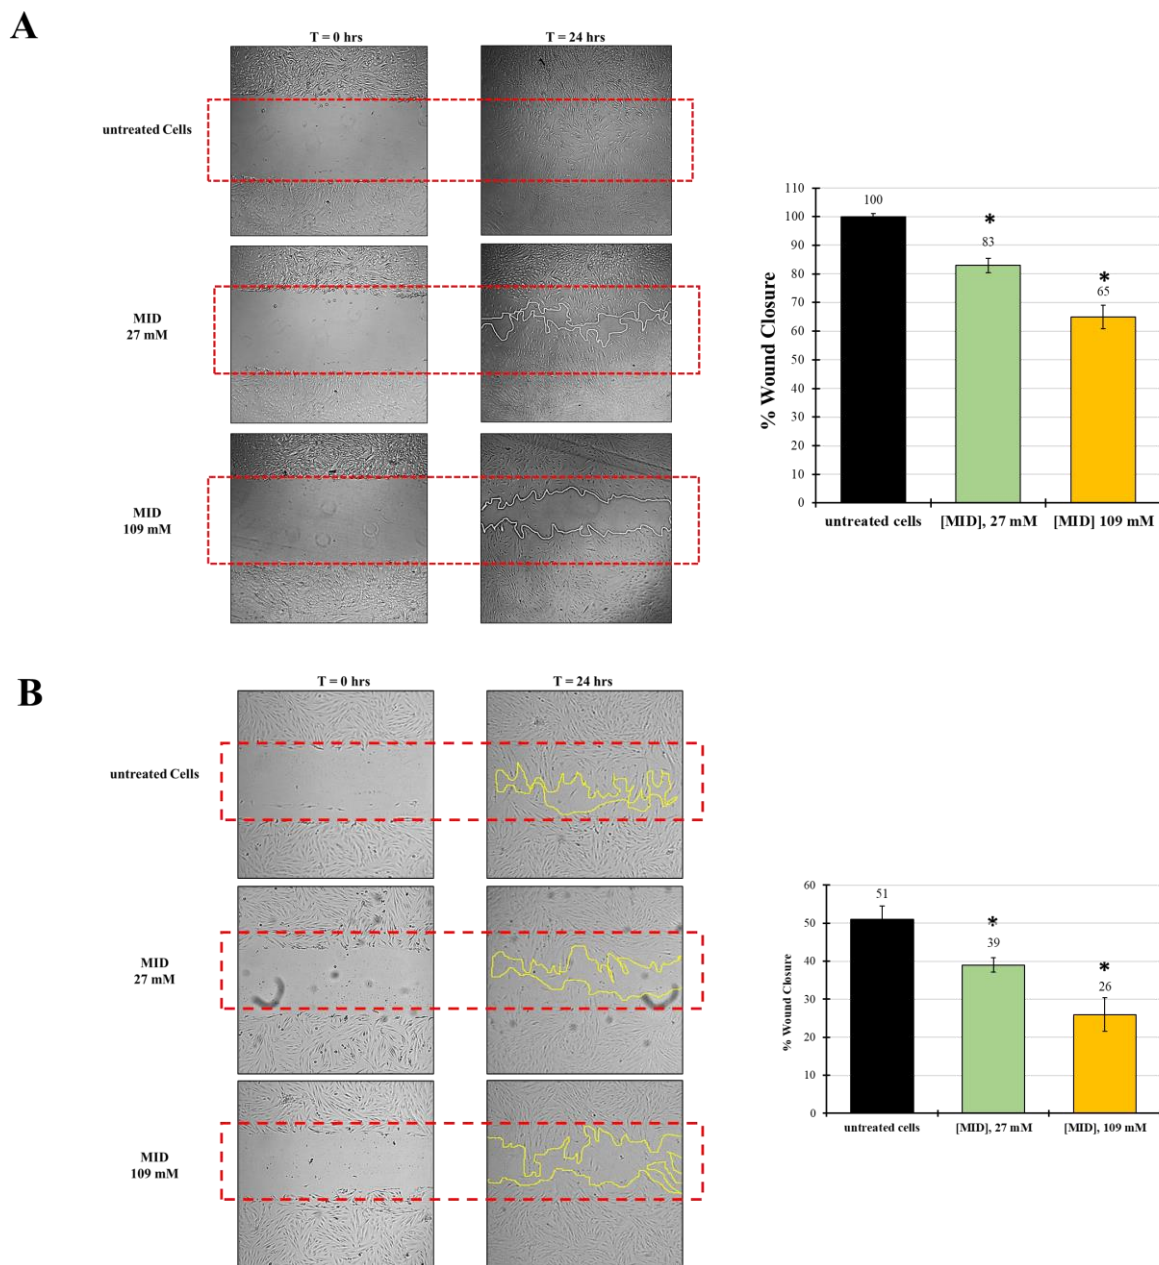 A
T = 0 hrs
T = 24 hrs
untreated Cells
MID
27 mM
MID
109 mM
% Wound Closure
110
100
90
80
70
60
50
40
30
20
10
0
100
*
83
*
65
untreated cells
[MID], 27 mM
[MID] 109 mM
B
T = 0 hrs
T = 24 hrs
untreated Cells
MID
27 mM
MID
109 mM
% Wound Closure
60
50
40
30
20
10
0
51
*
39
*
26
untreated cells
[MID], 27 mM
[MID], 109 mM